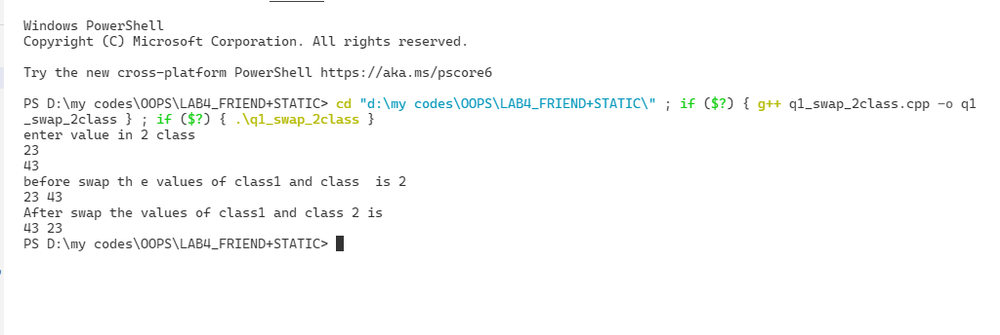 Windows PowerShell
Copyright (C) Microsoft Corporation. All rights reserved.
Try the new cross-platform PowerShell https://aka.ms/pscore6
PS D:\my codes\OOPS\LAB4_FRIEND+STATIC> cd "d:\my codes\OOPS\LAB4_FRIEND+STATIC\" ; if ($?) { g++ q1_swap_2class.cpp -o q1
_swap_2class } ; if ($?) { .\q1_swap_2class }
enter value in 2 class
23
43
before swap th e values of class1 and class  is 2
23 43
After swap the values of class1 and class 2 is
43 23
PS D:\my codes\OOPS\LAB4_FRIEND+STATIC>